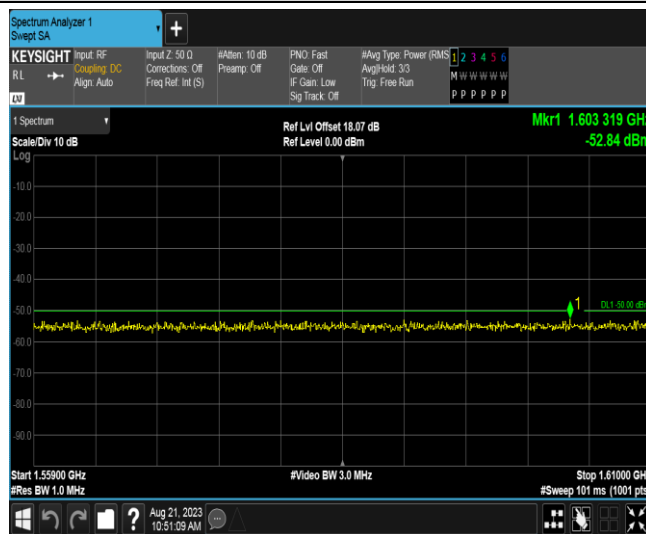 Spectrum Analyzer 1
Swept SA
+
KEYSIGHT
RL
LXI
Input: RF
Coupling: DC
Align: Auto
Input Z: 50 Ω
Corrections: Off
Freq Ref: Int (S)
#Atten: 10 dB
Preamp: Off
PNO: Fast
Gate: Off
IF Gain: Low
Sig Track: Off
#Avg Type: Power (RMS
Avg|Hold: 3/3
Trig: Free Run
1 2 3 4 5 6
M W W W W W
P P P P P P
1 Spectrum
Scale/Div 10 dB
Log
Ref Lvl Offset 18.07 dB
Ref Level 0.00 dBm
Mkr1 1.603 319 GHz
-52.84 dBm
-10.0
-20.0
-30.0
-40.0
-50.0
-60.0
-70.0
-80.0
-90.0
1
DL1 -50.00 dBm
Start 1.55900 GHz
#Res BW 1.0 MHz
#Video BW 3.0 MHz
Stop 1.61000 GHz
#Sweep 101 ms (1001 pts
?
Aug 21, 2023
10:51:09 AM